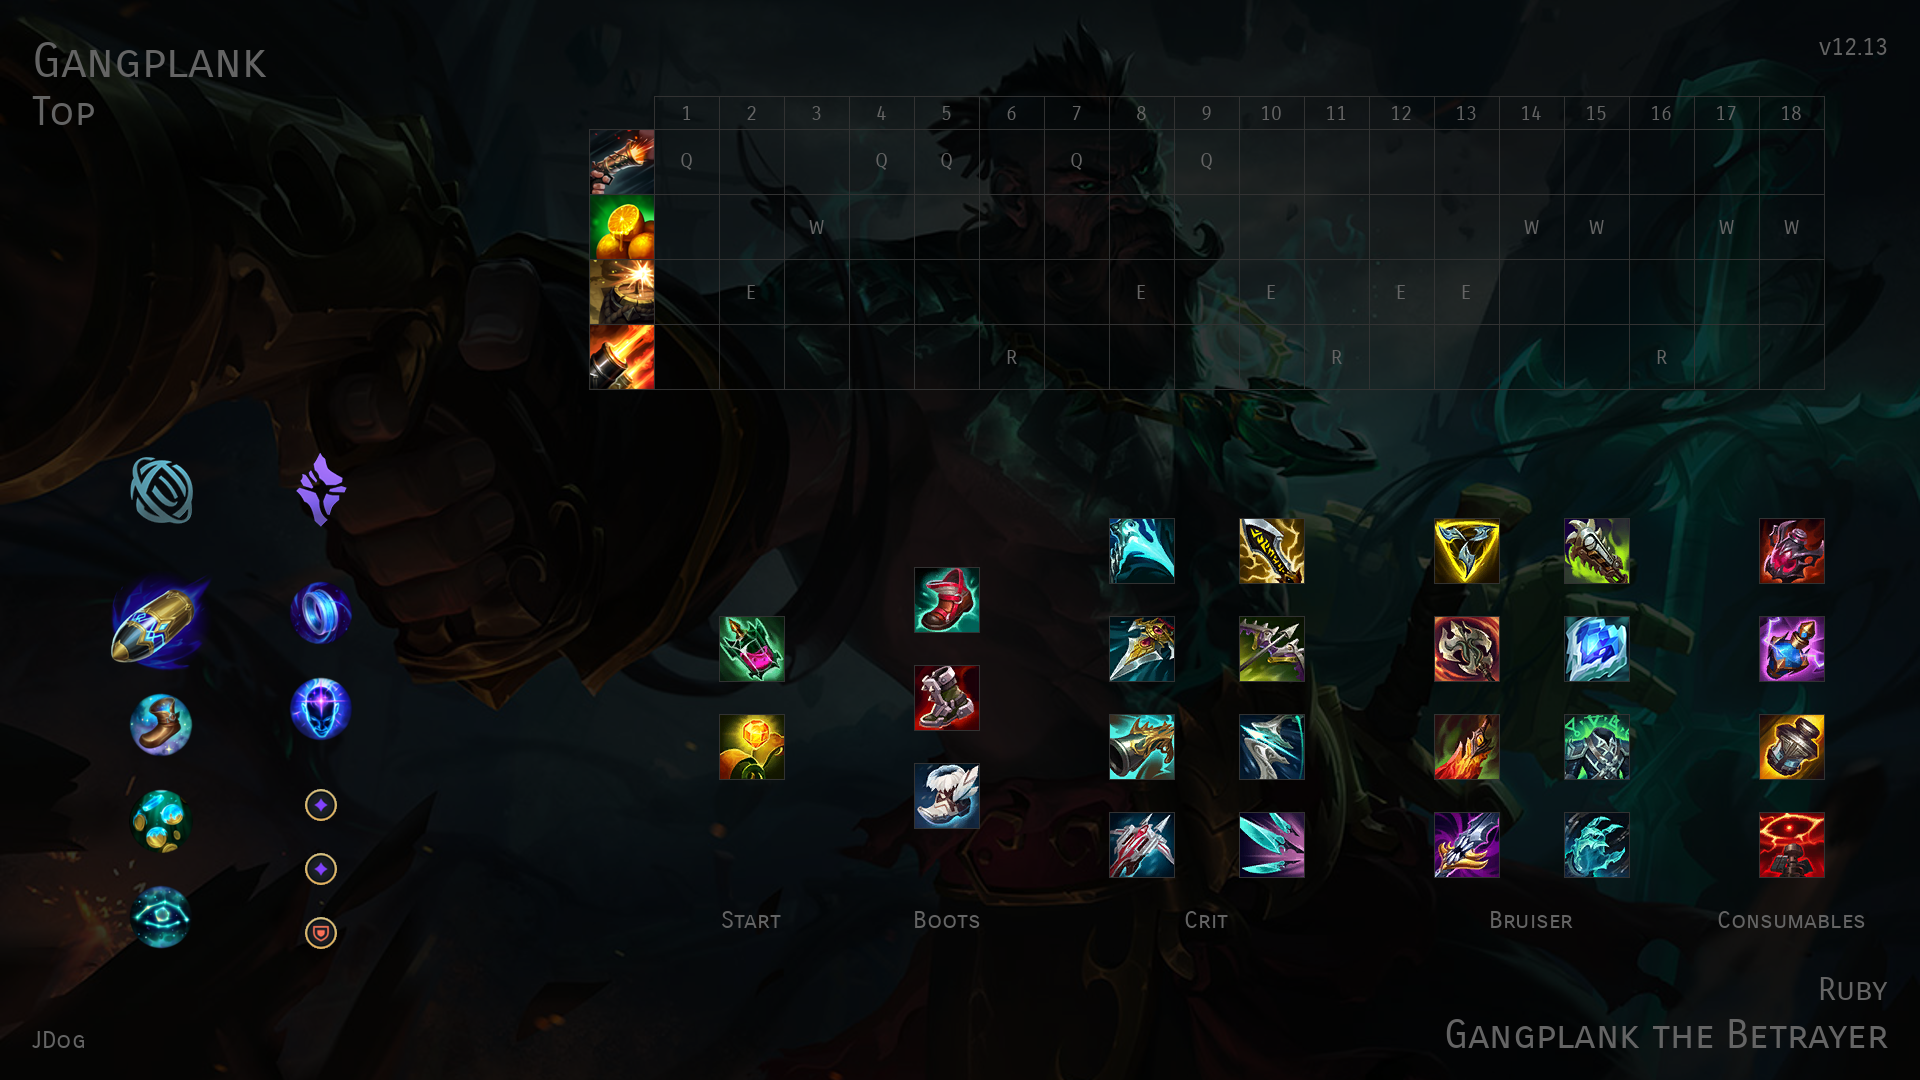 Gangplank
Top
v12.13
1 2 3 4 5 6 7 8 9 10 11 12 13 14 15 16 17 18
Q Q Q Q Q
W W W W W
E E E E E
R R R
Start
Boots
Crit
Bruiser
Consumables
Ruby
Gangplank the Betrayer
JDog